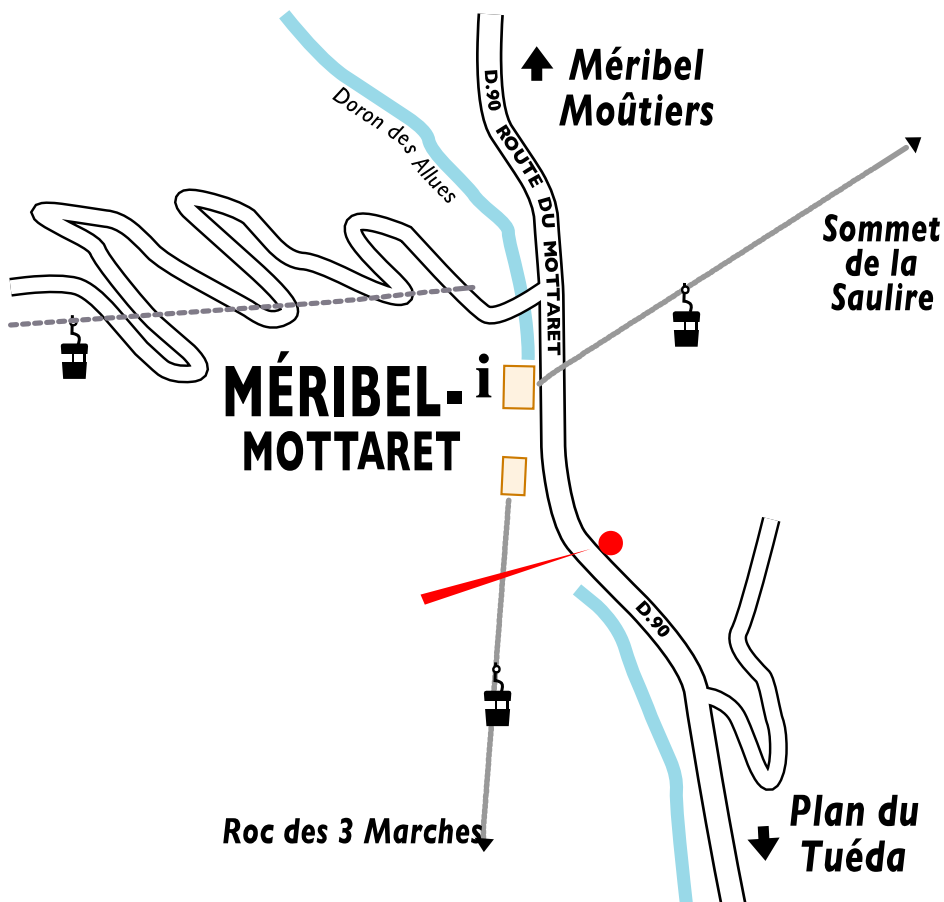 Méribel
Moûtiers
D.90 ROUTE DU MOTTARET
Doron des Allues
Sommet
de la
Saulire
i
MÉRIBEL-
MOTTARET
D.90
Roc des 3 Marches
Plan du
Tuéda